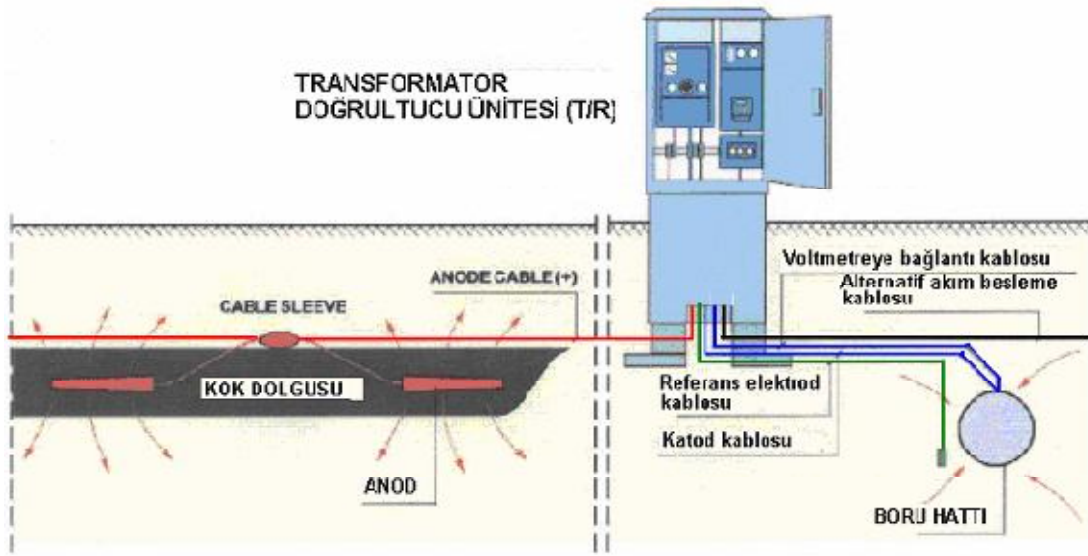 TRANSFORMATOR
DOĞRULTUCU ÜNİTESİ (T/R)
Voltmetreye bağlantı kablosu
Alternatif akım besleme
kablosu
ANODE CABLE (+)
CABLE SLEEVE
KOK DOLGUSU
Referans elektrod
kablosu
Katod kablosu
ANOD
BORU HATTI